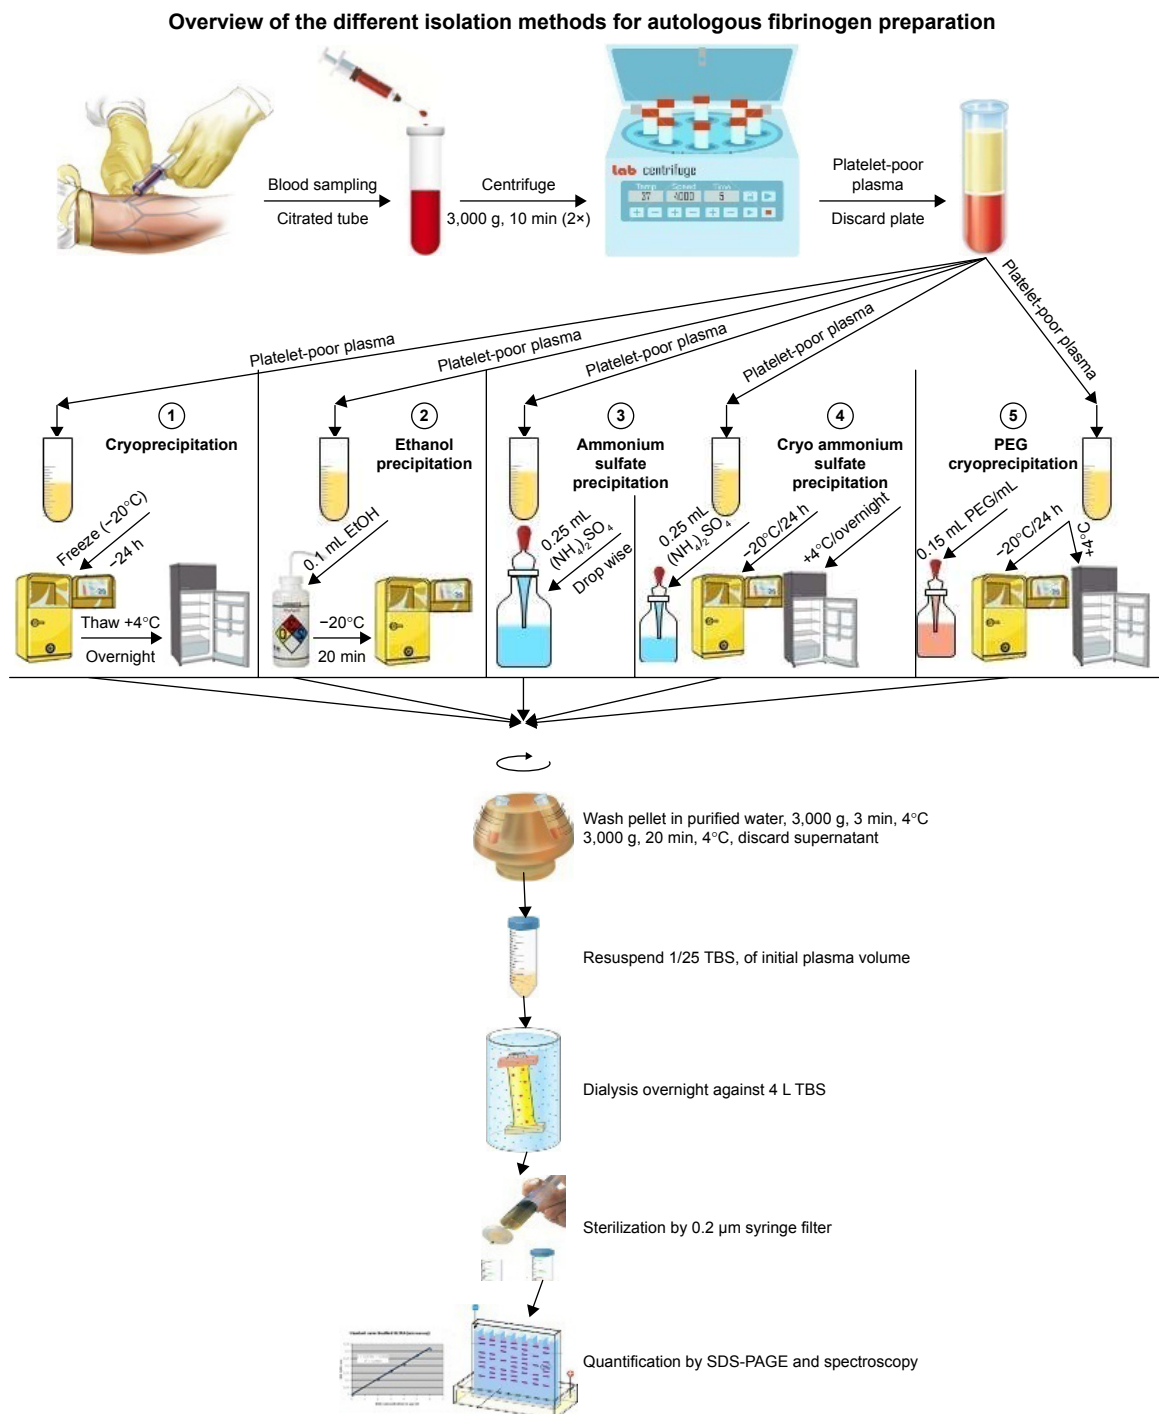 Overview of the different isolation methods for autologous fibrinogen preparation
Blood sampling
Citrated tube
Centrifuge
3,000 g, 10 min (2×)
lab centrifuge
Temp
Speed
Time
37
4000
5
Platelet-poor
plasma
Discard plate
Platelet-poor plasma
Platelet-poor plasma
Platelet-poor plasma
Platelet-poor plasma
Platelet-poor plasma
1
Cryoprecipitation
Freeze (−20°C)
~24 h
Thaw +4°C
Overnight
2
Ethanol
precipitation
0.1 mL EtOH
−20°C
20 min
3
Ammonium
sulfate
precipitation
0.25 mL
(NH4)2SO4
Drop wise
4
Cryo ammonium
sulfate
precipitation
0.25 mL
(NH4)2SO4
−20°C/24 h
+4°C/overnight
5
PEG
cryoprecipitation
0.15 mL PEG/mL
−20°C/24 h
+4°C
Wash pellet in purified water, 3,000 g, 3 min, 4°C
3,000 g, 20 min, 4°C, discard supernatant
Resuspend 1/25 TBS, of initial plasma volume
Dialysis overnight against 4 L TBS
Sterilization by 0.2 µm syringe filter
Quantification by SDS-PAGE and spectroscopy